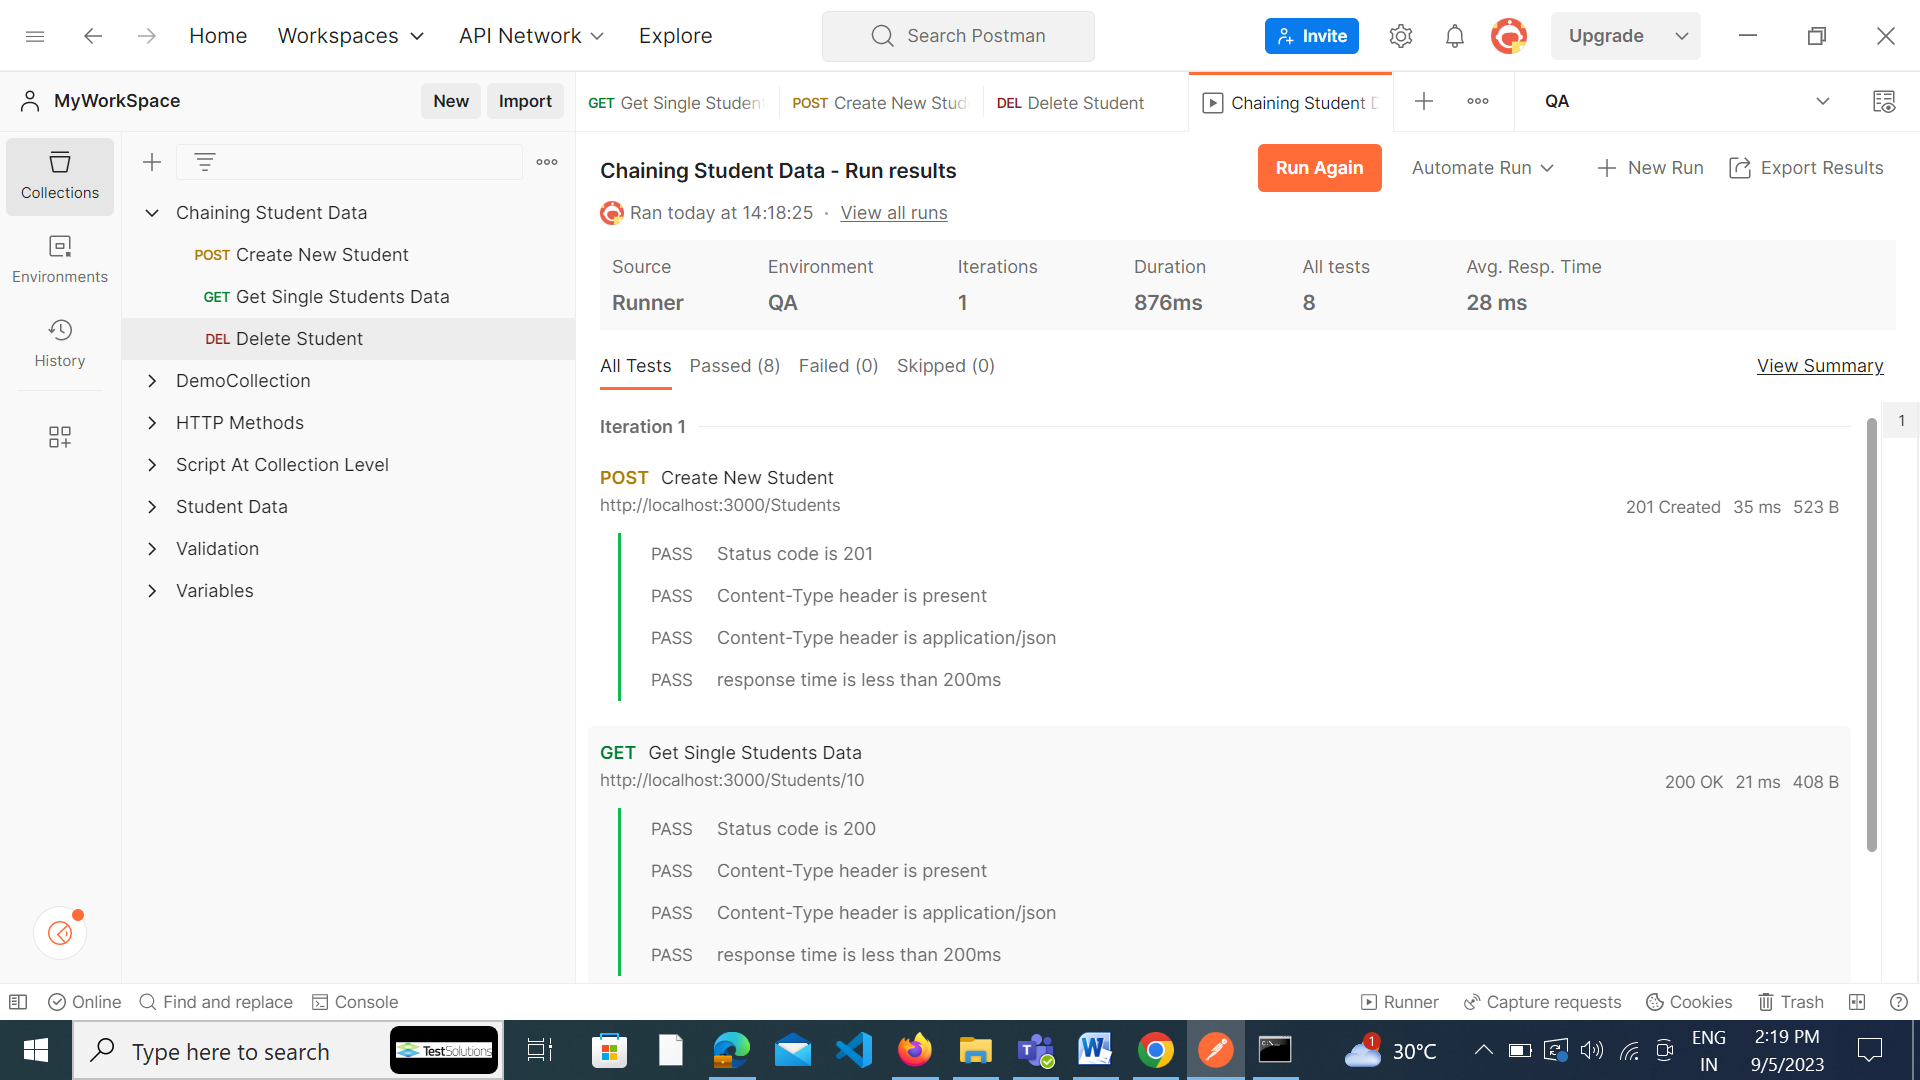 Home
Workspaces
API Network
Explore
Search Postman
Invite
Upgrade
MyWorkSpace
New
Import
GET Get Single Student
POST Create New Stud
DEL Delete Student
Chaining Student D
QA
Collections
Environments
History
Chaining Student Data
POST Create New Student
GET Get Single Students Data
DEL Delete Student
DemoCollection
HTTP Methods
Script At Collection Level
Student Data
Validation
Variables
Chaining Student Data - Run results
Run Again
Automate Run
New Run
Export Results
Ran today at 14:18:25 · View all runs
Source Environment Iterations Duration All tests Avg. Resp. Time
Runner QA 1 876ms 8 28 ms
All Tests Passed (8) Failed (0) Skipped (0)
View Summary
Iteration 1
1
POST Create New Student
http://localhost:3000/Students
201 Created 35 ms 523 B
PASS Status code is 201
PASS Content-Type header is present
PASS Content-Type header is application/json
PASS response time is less than 200ms
GET Get Single Students Data
http://localhost:3000/Students/10
200 OK 21 ms 408 B
PASS Status code is 200
PASS Content-Type header is present
PASS Content-Type header is application/json
PASS response time is less than 200ms
Online
Find and replace
Console
Runner
Capture requests
Cookies
Trash
Type here to search
TestSolutions
1
30°C
ENG
IN
2:19 PM
9/5/2023